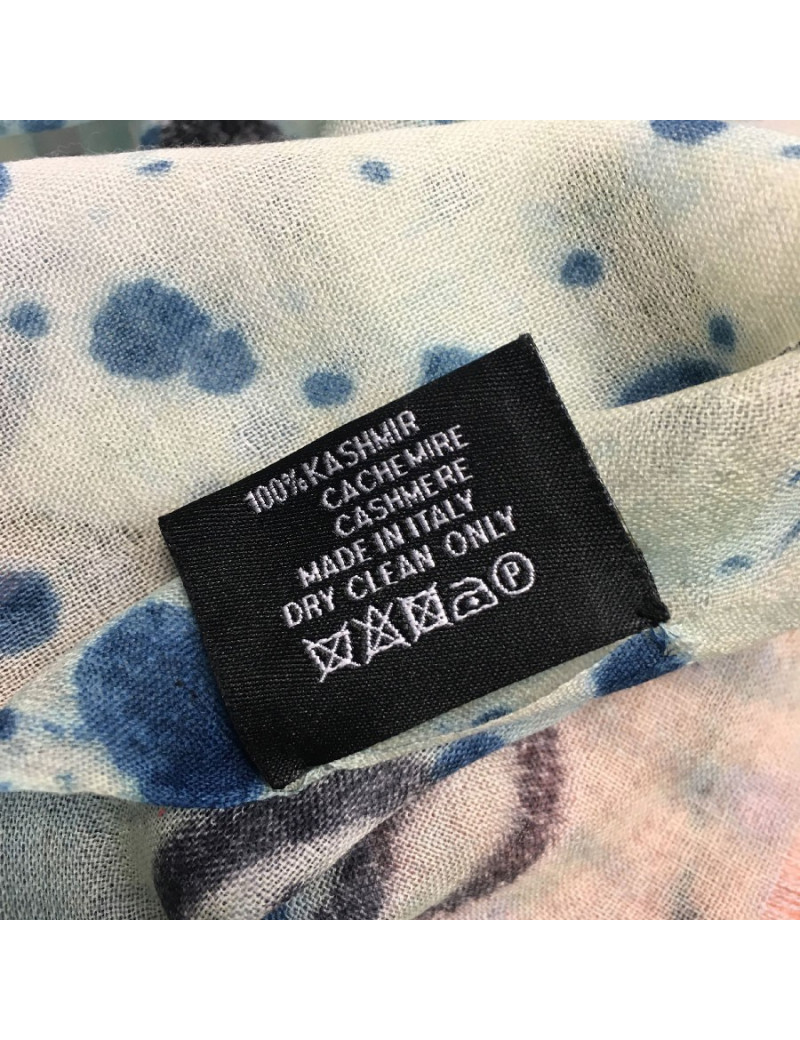 100%KASHMIR
CACHEMIRE
CASHMERE
MADE IN ITALY
DRY CLEAN ONLY
P